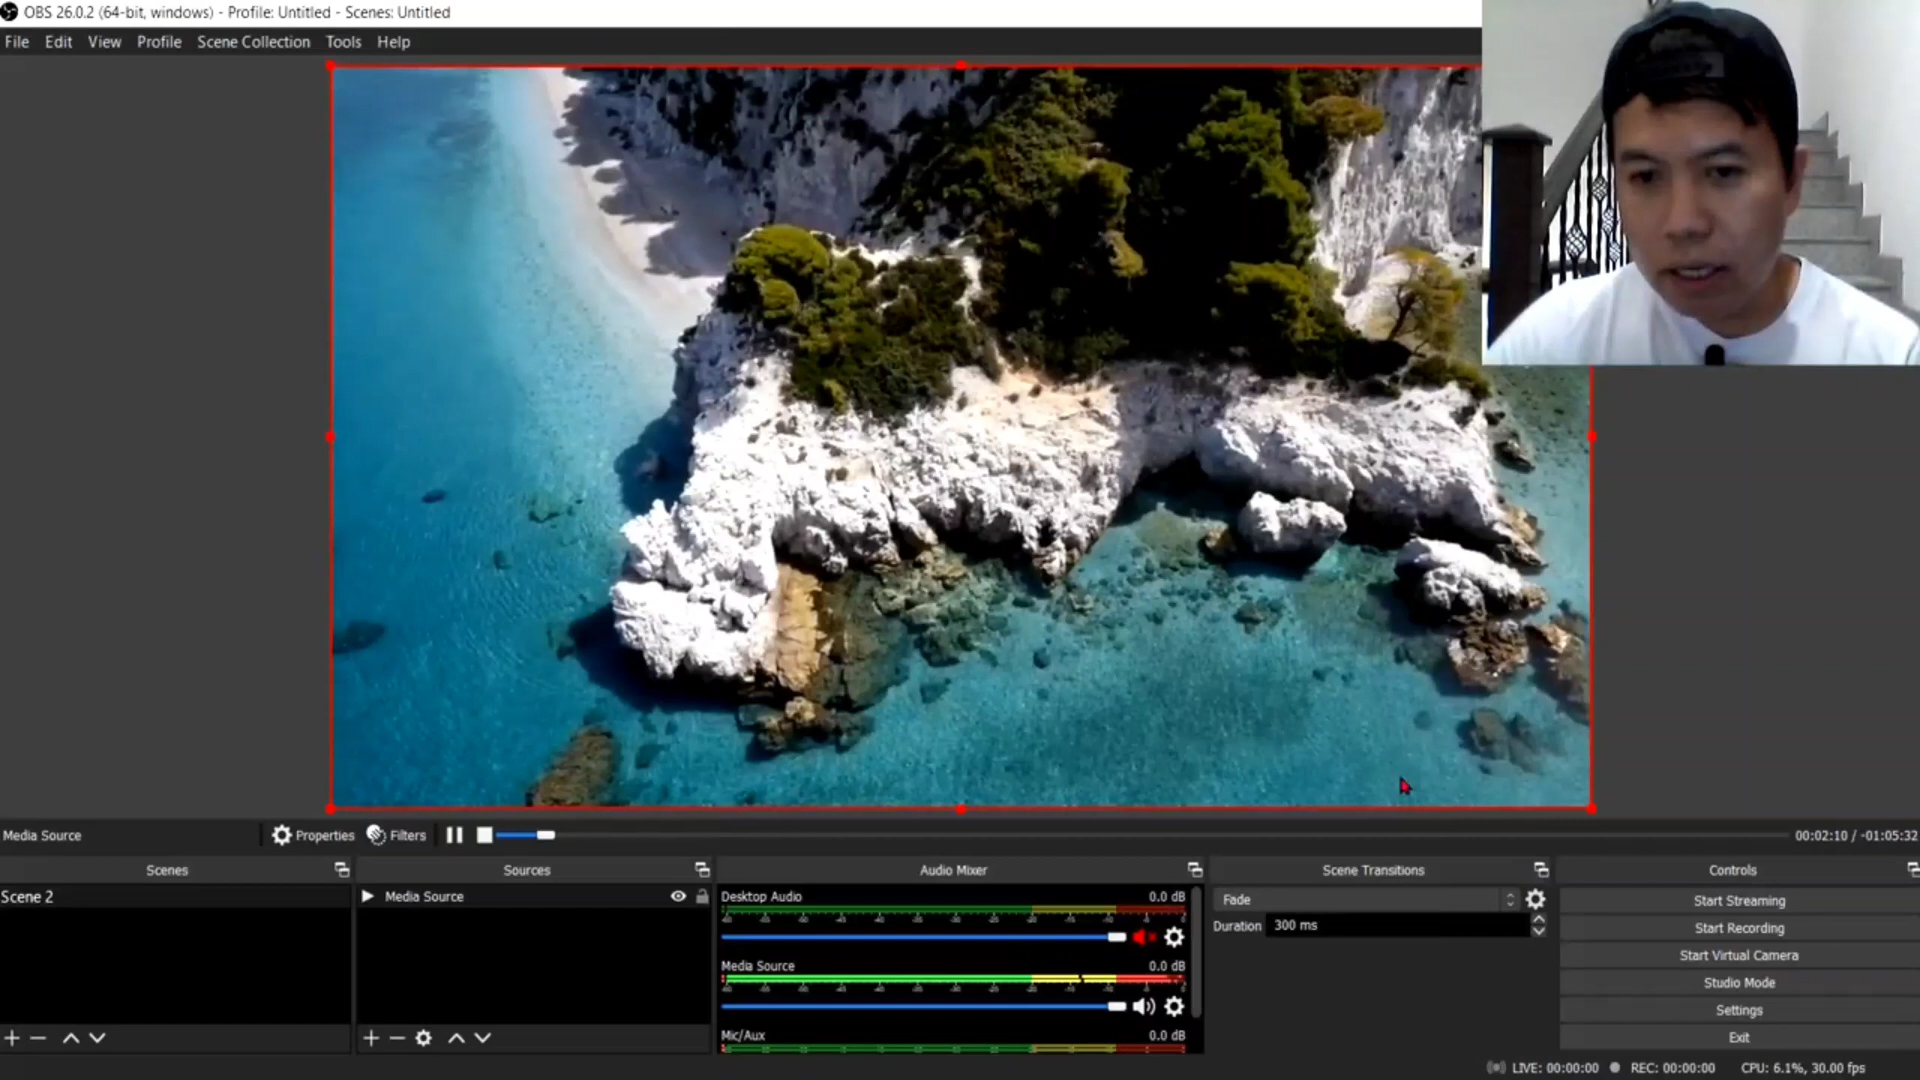 OBS 26.0.2 (64-bit, windows) - Profile: Untitled - Scenes: Untitled
File Edit View Profile Scene Collection Tools Help
Media Source Properties Filters 00:02:10 / -01:05:32
Scenes Sources Audio Mixer Scene Transitions Controls
Scene 2
Media Source
Desktop Audio 0.0 dB
Media Source 0.0 dB
Mic/Aux 0.0 dB
Fade
Duration 300 ms
Start Streaming
Start Recording
Start Virtual Camera
Studio Mode
Settings
Exit
LIVE: 00:00:00 REC: 00:00:00 CPU: 6.1%, 30.00 fps